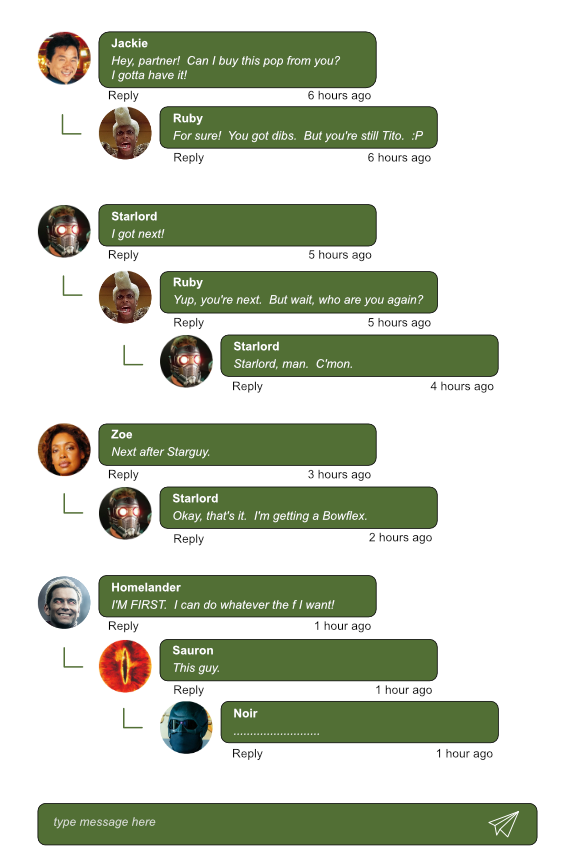 Jackie
Hey, partner!  Can I buy this pop from you?
I gotta have it!
Reply 6 hours ago
Ruby
For sure!  You got dibs.  But you're still Tito.  :P
Reply 6 hours ago
Starlord
I got next!
Reply 5 hours ago
Ruby
Yup, you're next.  But wait, who are you again?
Reply 5 hours ago
Starlord
Starlord, man.  C'mon.
Reply 4 hours ago
Zoe
Next after Starguy.
Reply 3 hours ago
Starlord
Okay, that's it.  I'm getting a Bowflex.
Reply 2 hours ago
Homelander
I'M FIRST.  I can do whatever the f I want!
Reply 1 hour ago
Sauron
This guy.
Reply 1 hour ago
Noir
..........................
Reply 1 hour ago
type message here